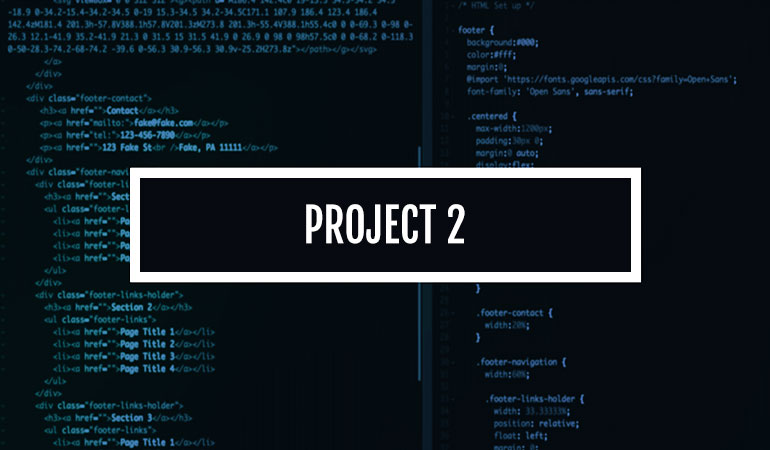 -18.9 0-34.2-15.4-34.2-34.5 0-19 15.3-34.5 34.2-34.5C171.1 107.9 186.4 123.4 186.4
142.4zM181.4 201.3h-57.8V388.1h57.8V201.3zM273.8 201.3h-55.4V388.1h55.4c0 0 0-69.3 0-98 0-
26.3 12.1-41.9 35.2-41.9 21.3 0 31.5 15 31.5 41.9 0 26.9 0 98 0 98h57.5c0 0 0-68.2 0-118.3
0-50-28.3-74.2-68-74.2 -39.6 0-56.3 30.9-56.3 30.9v-25.2H273.8z"></path></g></svg>
</a>
</div>
</div>
<div class="footer-contact">
<h3><a href="">Contact</a></h3>
<p><a href="mailto:">fake@fake.com</a></p>
<p><a href="tel:">123-456-7890</a></p>
<p><a href="">123 Fake St<br />Fake, PA 11111</a></p>
</div>
<div class="footer-navi
<div class="footer-li
<h3><a href="">Sect
<ul class="footer-l
<li><a href="">Pa
<li><a href="">Pa
<li><a href="">Pa
<li><a href="">Pa
</ul>
</div>
<div class="footer-links-holder">
<h3><a href="">Section 2</a></h3>
<ul class="footer-links">
<li><a href="">Page Title 1</a></li>
<li><a href="">Page Title 2</a></li>
<li><a href="">Page Title 3</a></li>
<li><a href="">Page Title 4</a></li>
</ul>
</div>
<div class="footer-links-holder">
<h3><a href="">Section 3</a></h3>
<ul class="footer-links">
<li><a href="">Page Title 1</a></li>
PROJECT 2
/* HTML Set up */
footer {
background:#000;
color:#fff;
margin:0;
@import 'https://fonts.googleapis.com/css?family=Open+Sans';
font-family: 'Open Sans', sans-serif;
.centered {
max-width:1200px;
padding:30px 0;
margin:0 auto;
display:flex;
}
.footer-contact {
width:20%;
}
.footer-navigation {
width:60%;
.footer-links-holder {
width: 33.33333%;
position: relative;
float: left;
margin: 0;